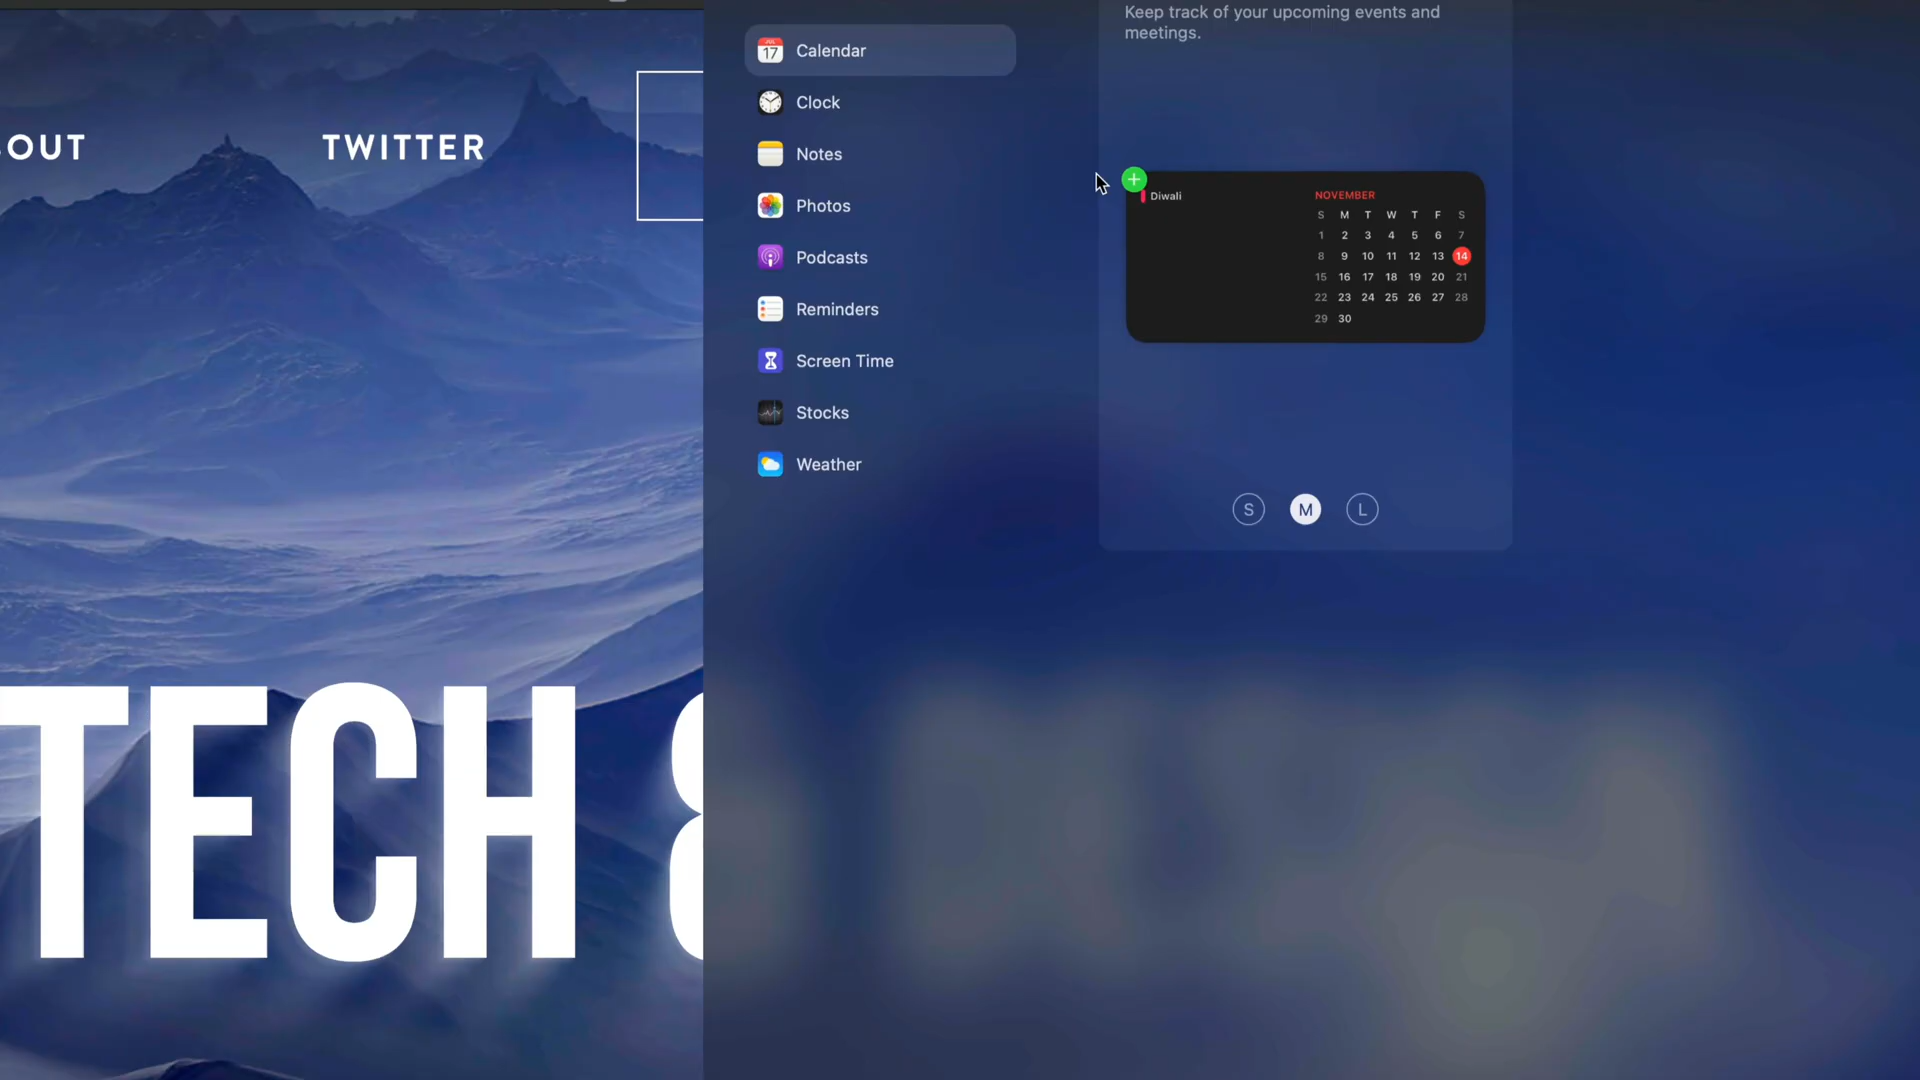 OUT
TWITTER
TECH &
JUL
17
Calendar
Clock
Notes
Photos
Podcasts
Reminders
Screen Time
Stocks
Weather
Keep track of your upcoming events and
meetings.
Diwali
NOVEMBER
S M T W T F S
1 2 3 4 5 6 7
8 9 10 11 12 13 14
15 16 17 18 19 20 21
22 23 24 25 26 27 28
29 30
S M L